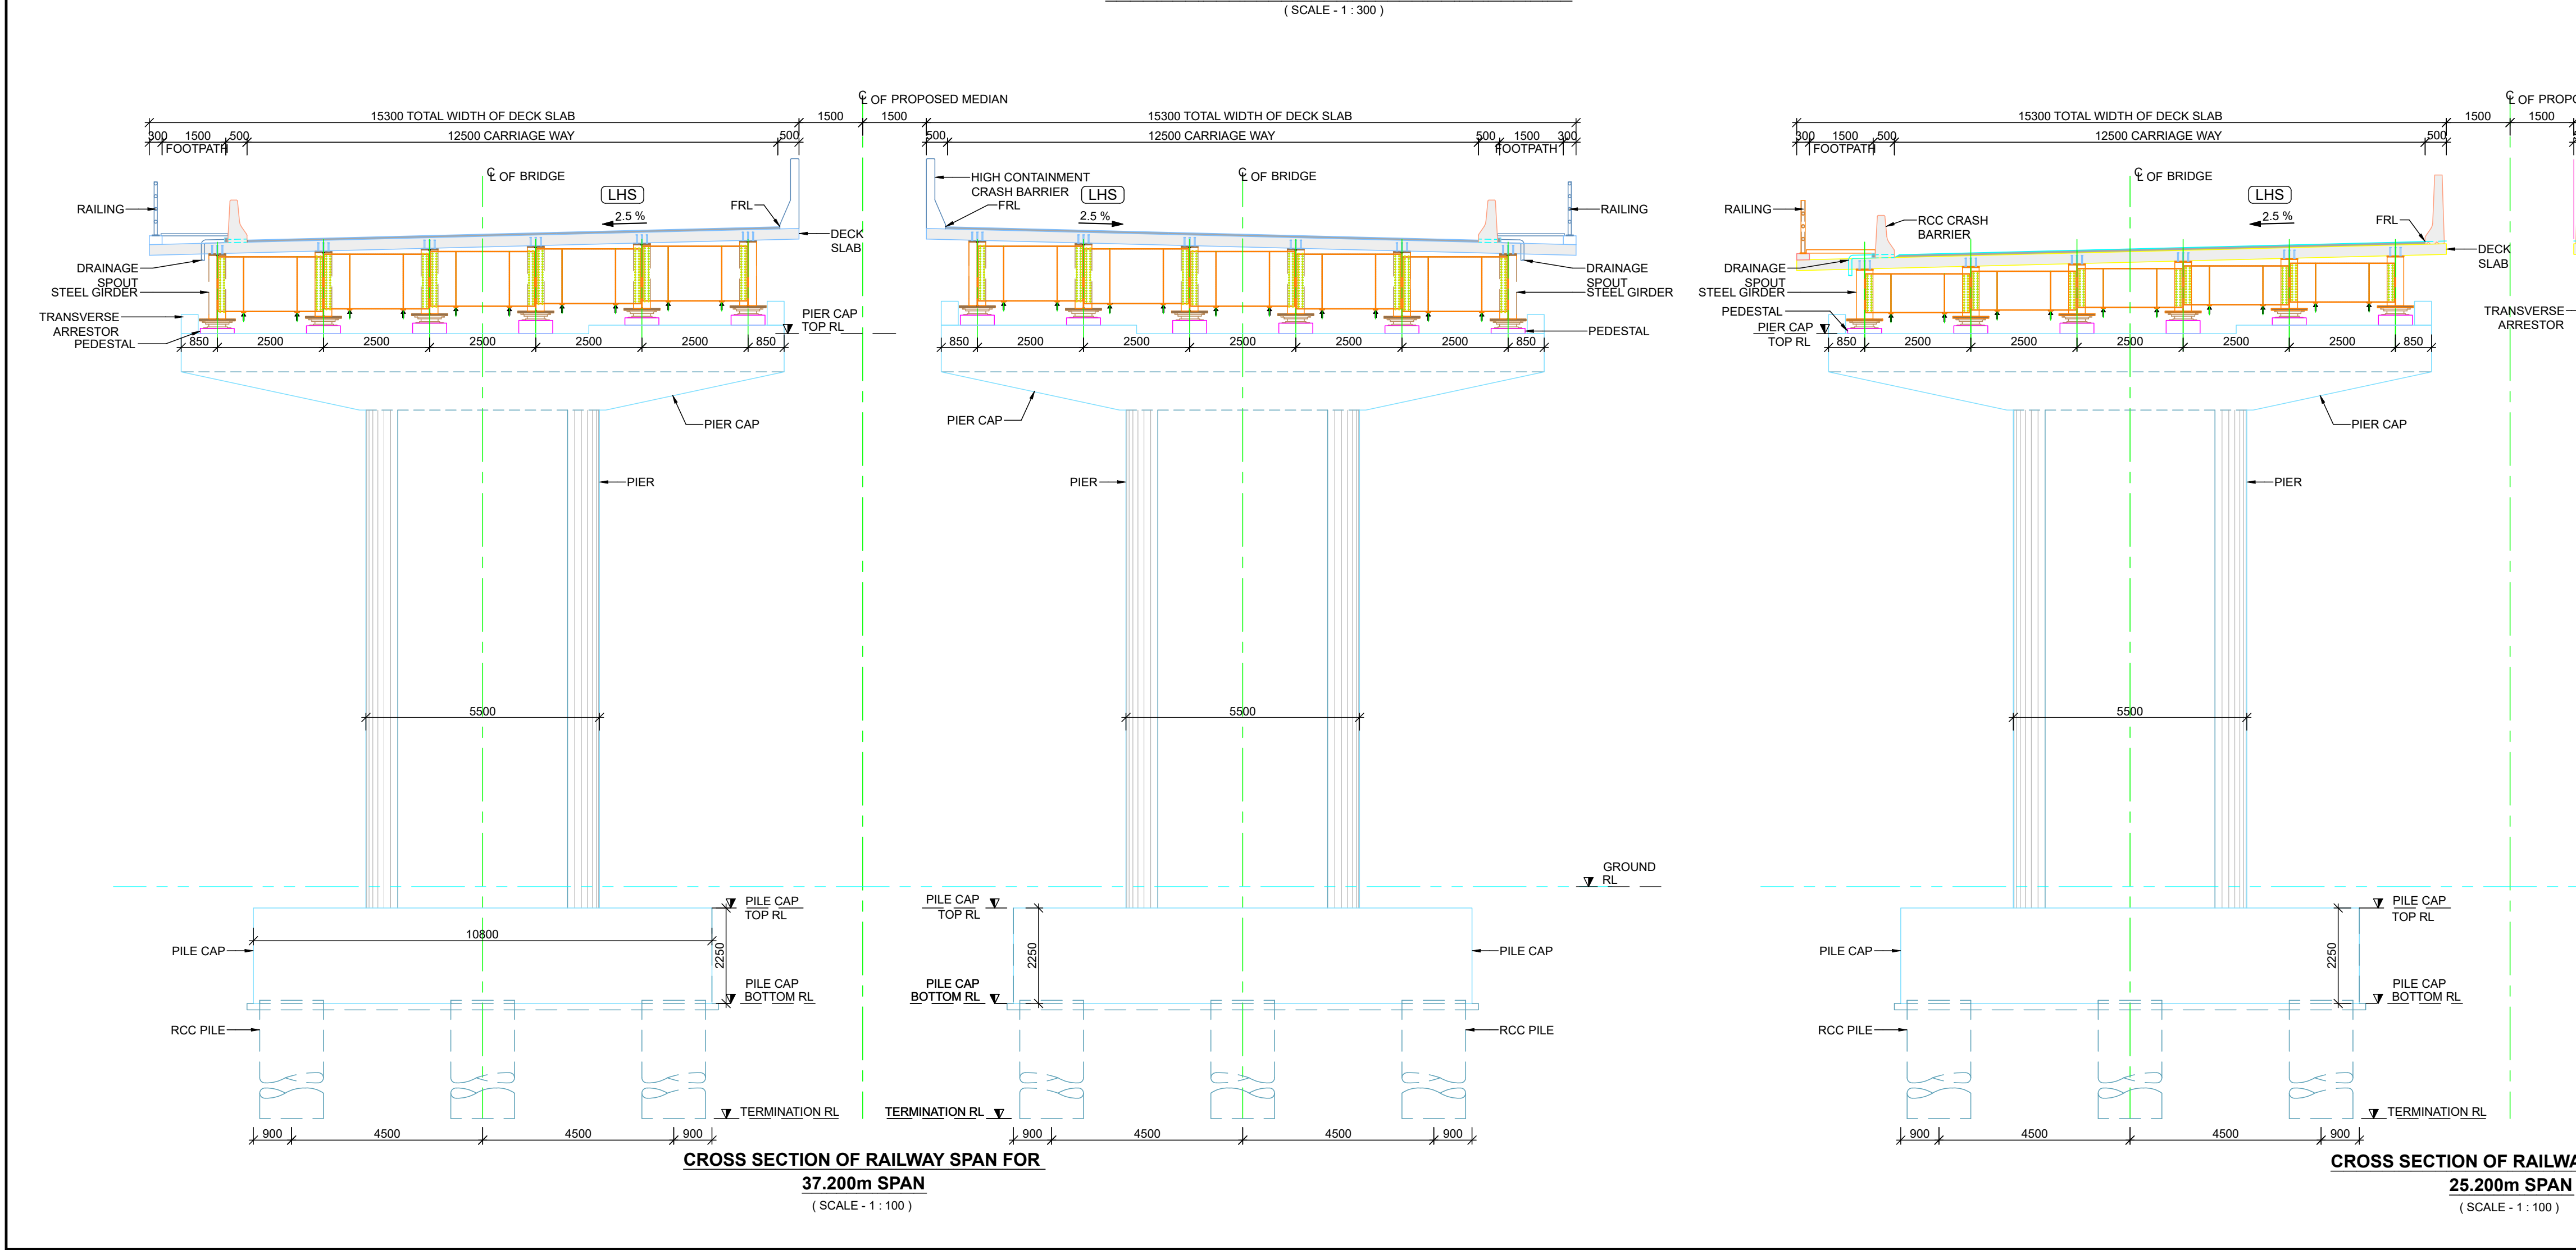 ( SCALE - 1 : 300 )
℄ OF PROPOSED MEDIAN
15300 TOTAL WIDTH OF DECK SLAB
1500
1500
15300 TOTAL WIDTH OF DECK SLAB
300
1500
500
12500 CARRIAGE WAY
500
FOOTPATH
500
12500 CARRIAGE WAY
500
1500
300
FOOTPATH
℄ OF BRIDGE
LHS
2.5 %
FRL
RAILING
DECK
SLAB
DRAINAGE
SPOUT
STEEL GIRDER
TRANSVERSE
ARRESTOR
PEDESTAL
PIER CAP
TOP RL
850
2500
2500
2500
2500
2500
850
PIER CAP
PIER
5500
HIGH CONTAINMENT
CRASH BARRIER
FRL
LHS
2.5 %
℄ OF BRIDGE
RAILING
DRAINAGE
SPOUT
STEEL GIRDER
PEDESTAL
850
2500
2500
2500
2500
2500
850
PIER CAP
PIER
5500
GROUND
RL
PILE CAP
TOP RL
10800
2250
PILE CAP
PILE CAP
BOTTOM RL
RCC PILE
TERMINATION RL
900
4500
4500
900
PILE CAP
TOP RL
2250
PILE CAP
PILE CAP
BOTTOM RL
RCC PILE
TERMINATION RL
900
4500
4500
900
CROSS SECTION OF RAILWAY SPAN FOR
37.200m SPAN
( SCALE - 1 : 100 )
℄ OF PROPO
15300 TOTAL WIDTH OF DECK SLAB
1500
1500
300
1500
500
12500 CARRIAGE WAY
500
FOOTPATH
℄ OF BRIDGE
LHS
2.5 %
FRL
RAILING
RCC CRASH
BARRIER
DECK
SLAB
DRAINAGE
SPOUT
STEEL GIRDER
PEDESTAL
PIER CAP
TOP RL
TRANSVERSE
ARRESTOR
850
2500
2500
2500
2500
2500
850
PIER CAP
PIER
5500
PILE CAP
TOP RL
PILE CAP
2250
PILE CAP
BOTTOM RL
RCC PILE
TERMINATION RL
900
4500
4500
900
CROSS SECTION OF RAILWA
25.200m SPAN
( SCALE - 1 : 100 )